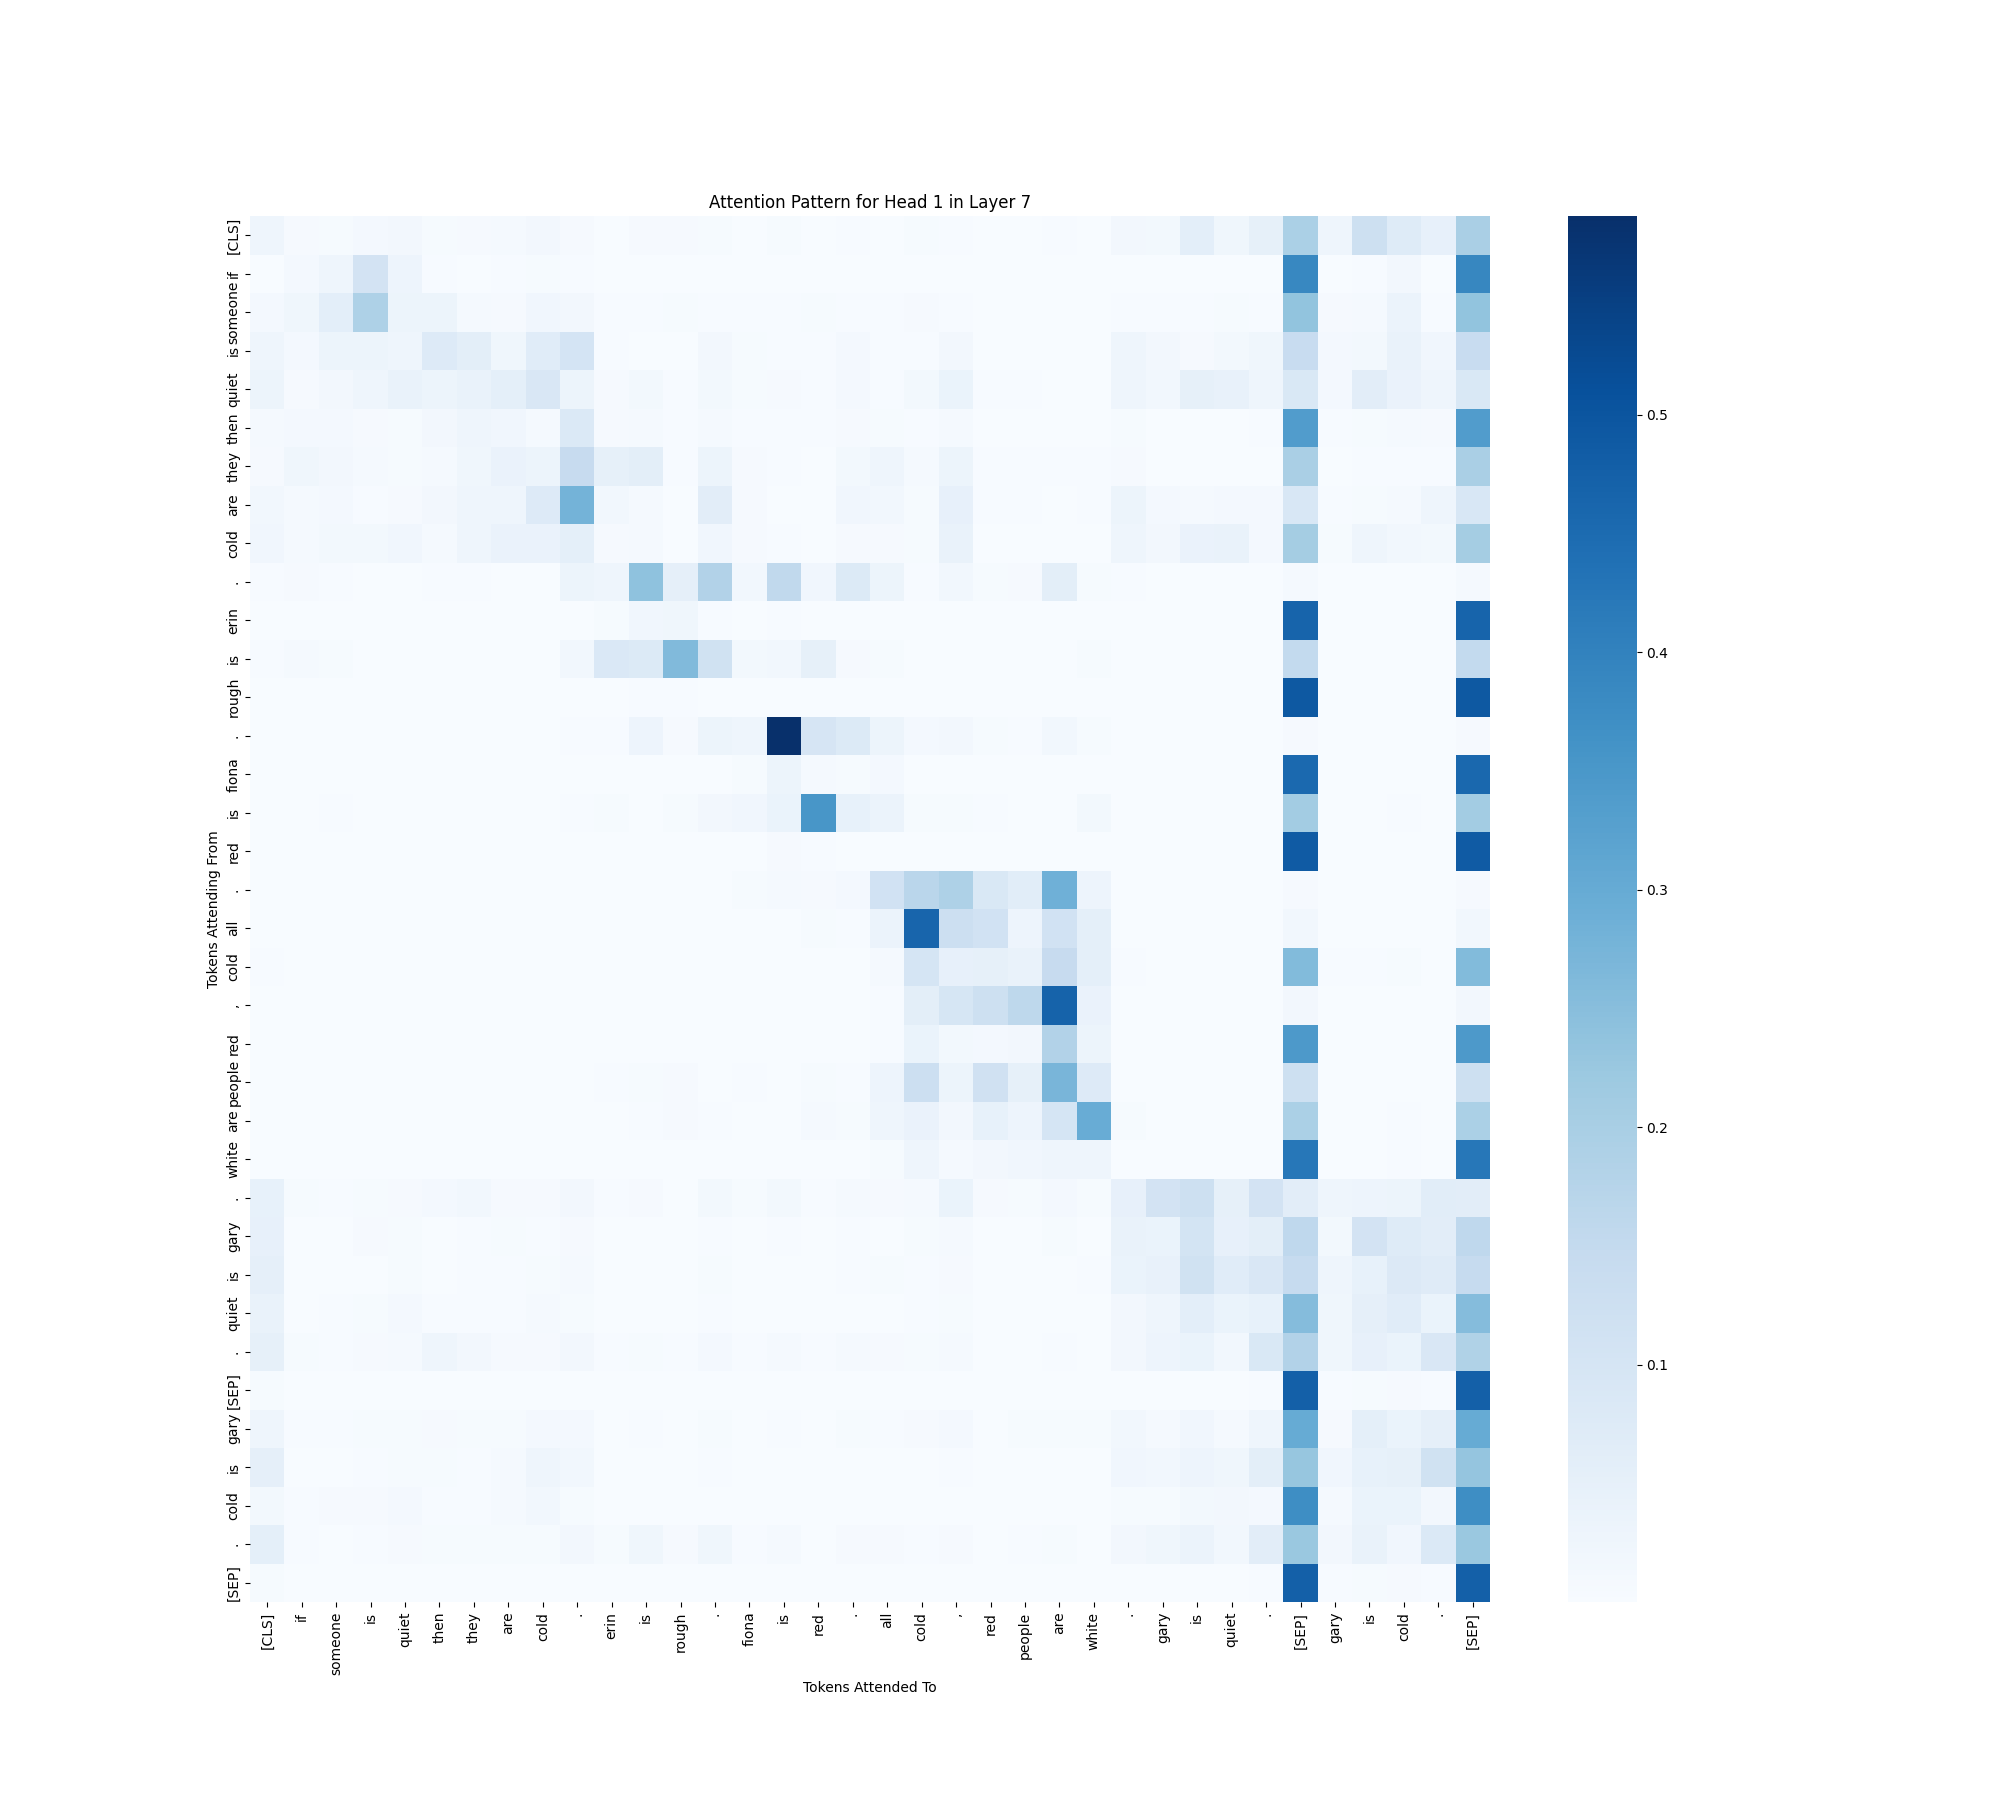 Attention Pattern for Head 1 in Layer 7
Tokens Attending From
[CLS]
if
someone
is
quiet
then
they
are
cold
.
erin
is
rough
.
fiona
is
red
.
all
cold
,
red
people
are
white
.
gary
is
quiet
.
[SEP]
gary
is
cold
.
[SEP]
[CLS] if someone is quiet then they are cold . erin is rough . fiona is red . all cold , red people are white . gary is quiet . [SEP] gary is cold . [SEP]
Tokens Attended To
0.5
0.4
0.3
0.2
0.1